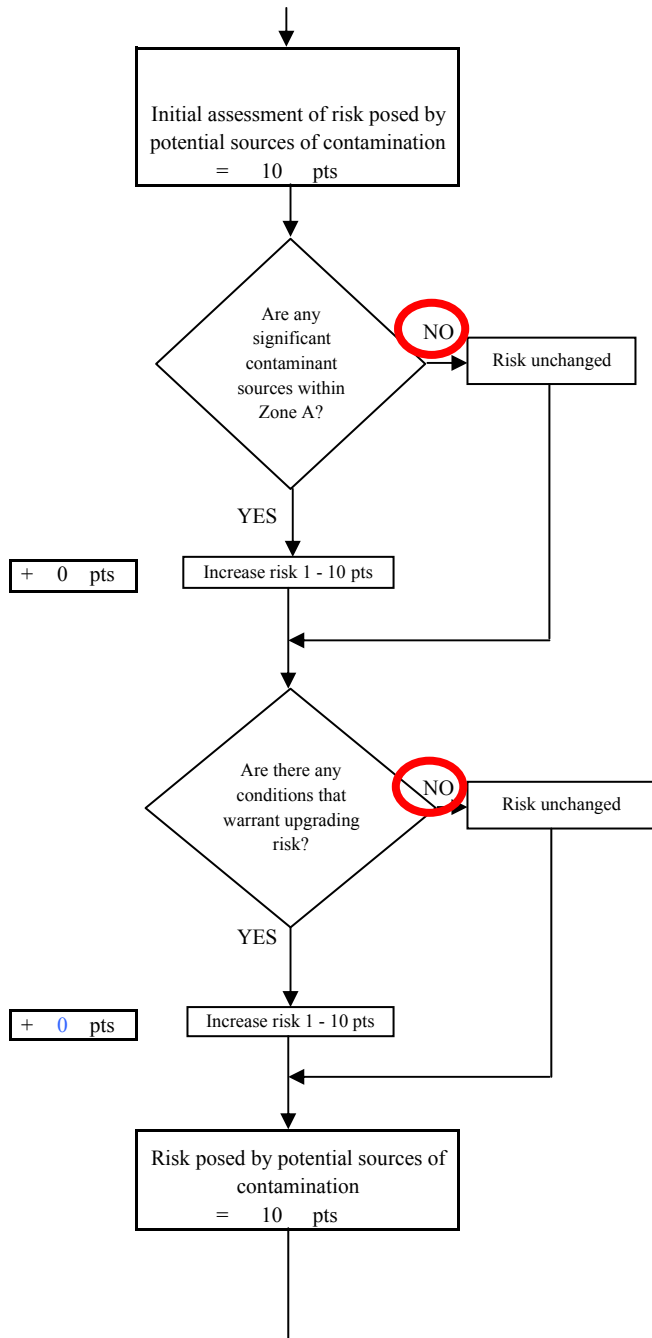 Initial assessment of risk posed by
potential sources of contamination
= 10 pts
Are any
significant
contaminant
sources within
Zone A?
NO
Risk unchanged
YES
+ 0 pts
Increase risk 1 - 10 pts
Are there any
conditions that
warrant upgrading
risk?
NO
Risk unchanged
YES
+ 0 pts
Increase risk 1 - 10 pts
Risk posed by potential sources of
contamination
= 10 pts